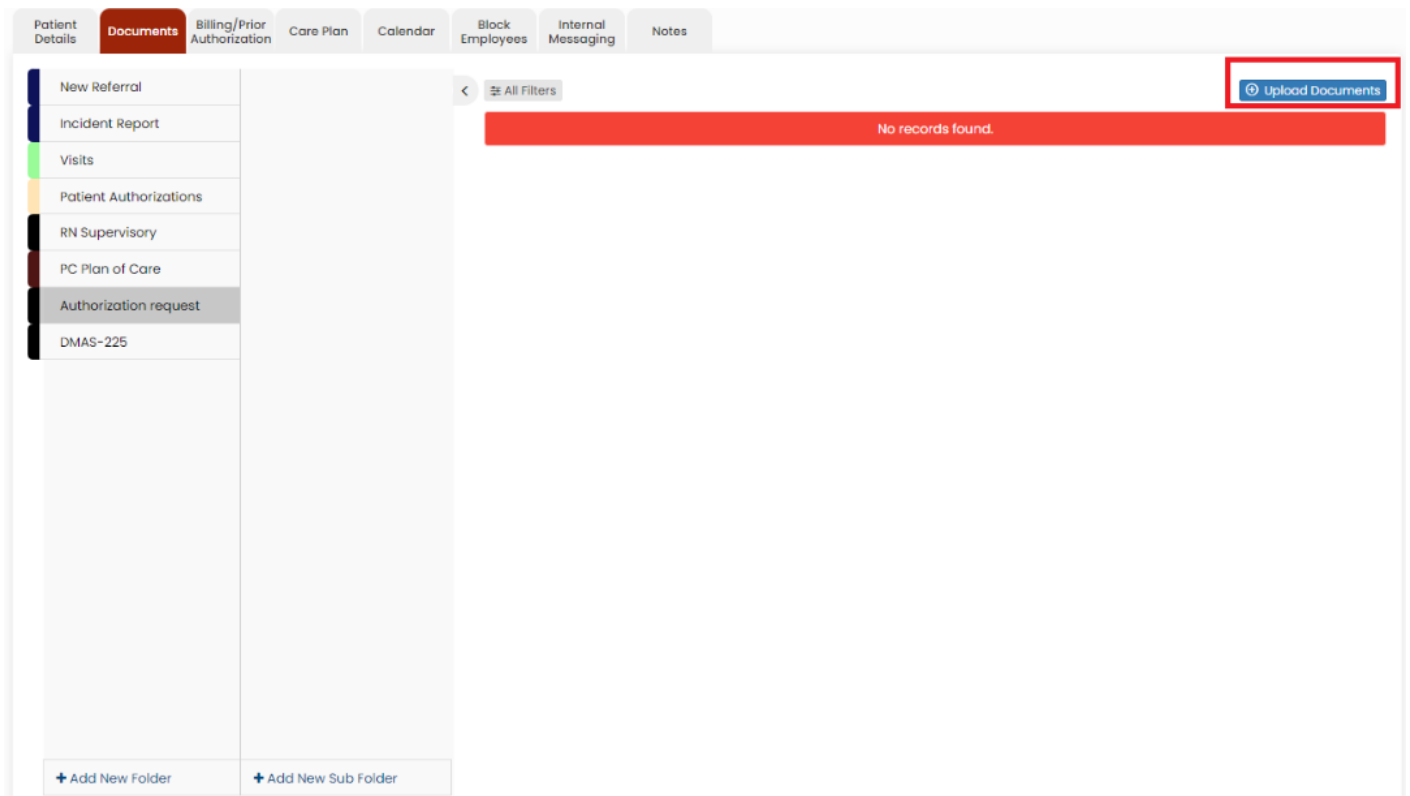 Patient
Details
Documents
Billing/Prior
Authorization
Care Plan
Calendar
Block
Employees
Internal
Messaging
Notes
New Referral
Incident Report
Visits
Patient Authorizations
RN Supervisory
PC Plan of Care
Authorization request
DMAS-225
All Filters
Upload Documents
No records found.
+ Add New Folder
+ Add New Sub Folder